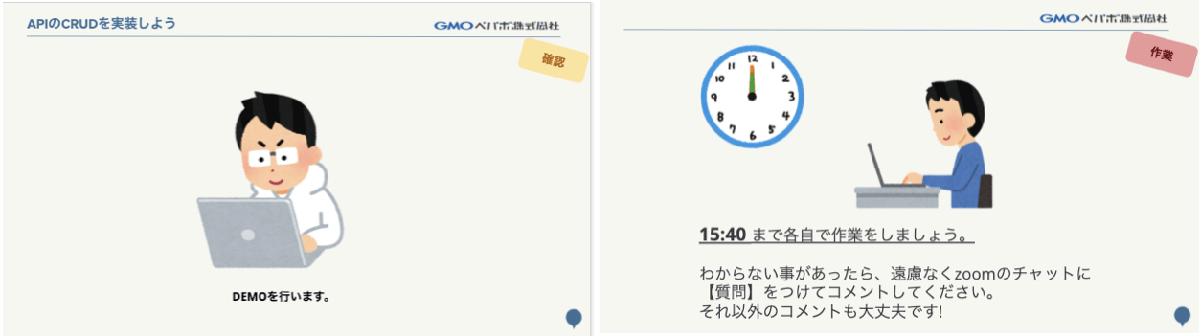 APIのCRUDを実装しよう
GMOペパボ株式会社
確認
DEMOを行います。
GMOペパボ株式会社
作業
12
1
2
3
4
5
6
7
8
9
10
11
15:40 まで各自で作業をしましょう。
わからない事があったら、遠慮なくzoomのチャットに
【質問】をつけてコメントしてください。
それ以外のコメントも大丈夫です!